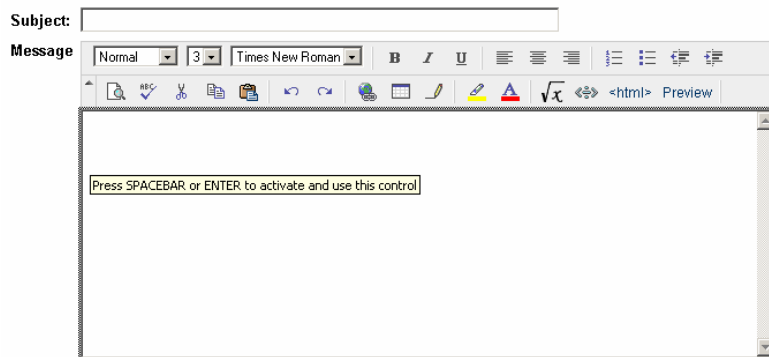 Subject:
Message
Normal 3 Times New Roman B I U
ABC √x <html> Preview
Press SPACEBAR or ENTER to activate and use this control